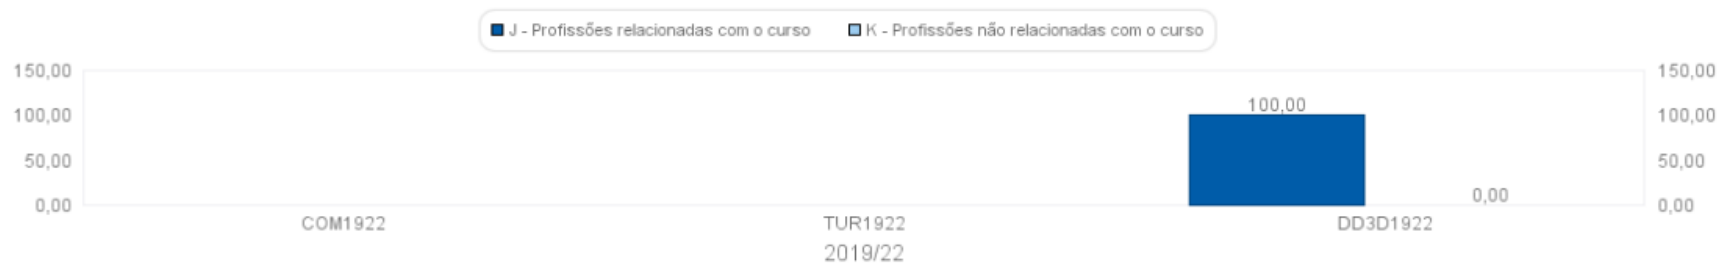 J - Profissões relacionadas com o curso K - Profissões não relacionadas com o curso
150,00 150,00
100,00 100,00 100,00
50,00 50,00
0,00 0,00 0,00
COM1922 TUR1922 DD3D1922
2019/22